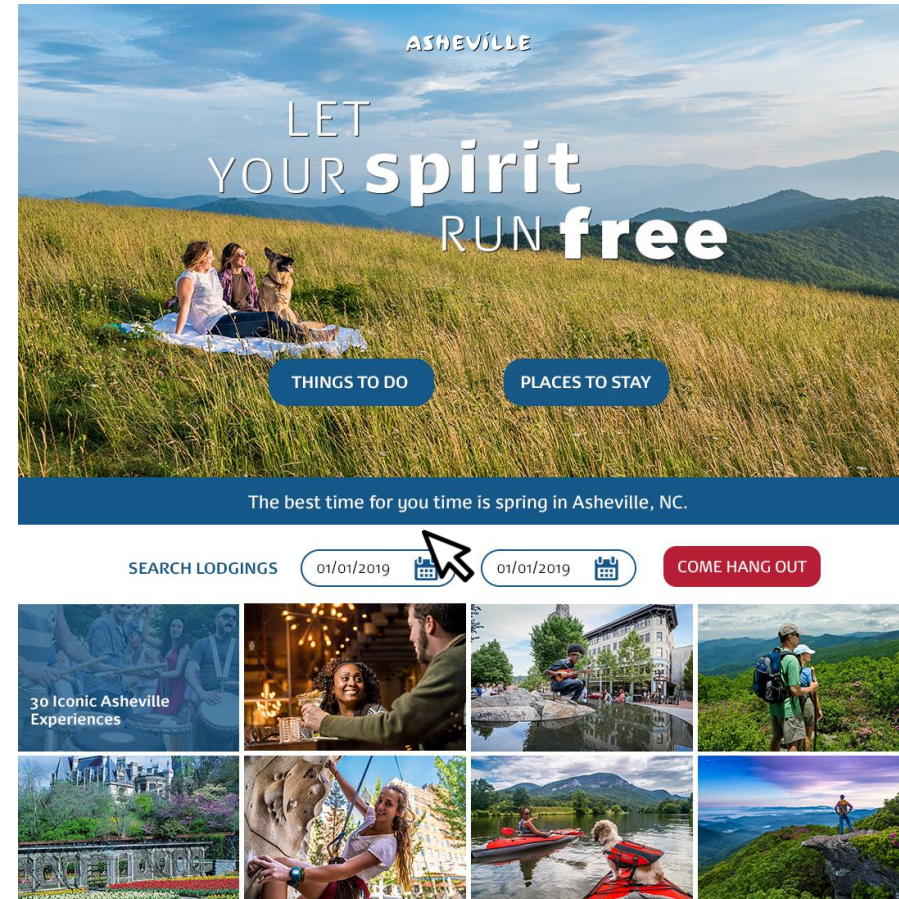 ASHEVILLE
LET
YOUR spirit
RUN free
THINGS TO DO
PLACES TO STAY
The best time for you time is spring in Asheville, NC.
SEARCH LODGINGS
01/01/2019
01/01/2019
COME HANG OUT
30 Iconic Asheville
Experiences